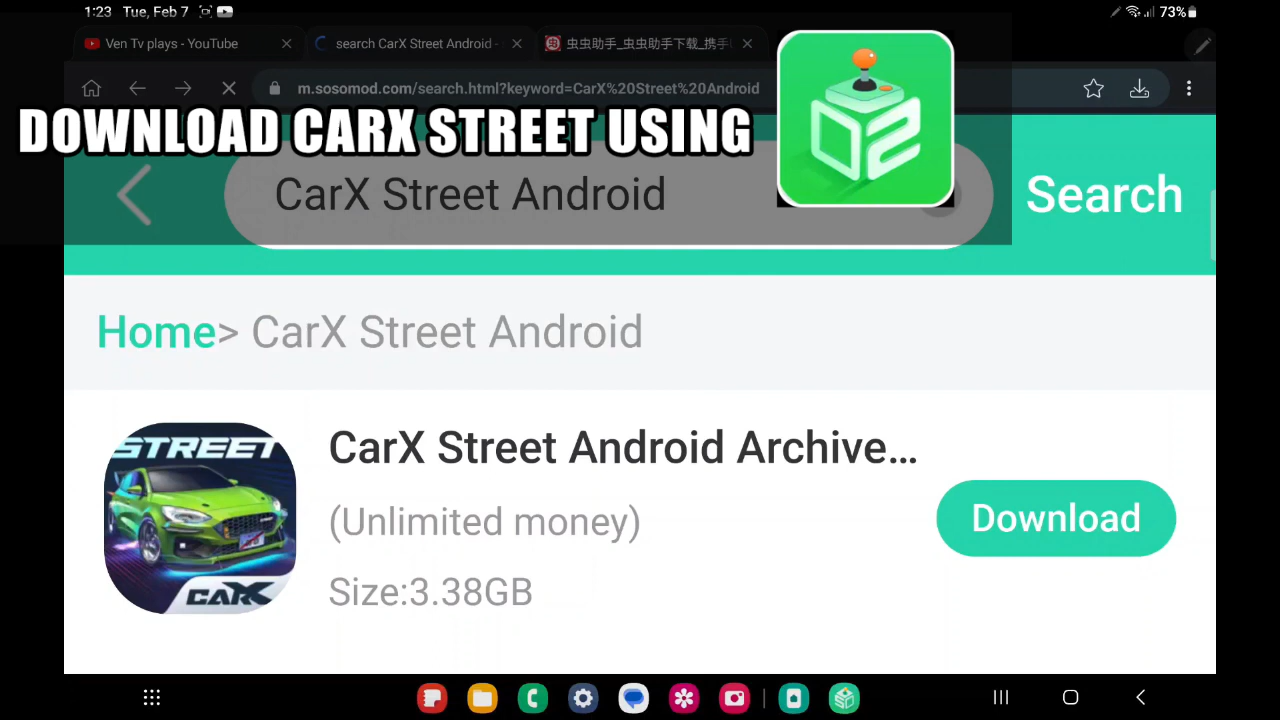 1:23 Tue, Feb 7
73%
Ven Tv plays - YouTube
search CarX Street Android -
虫虫助手_虫虫助手下载_携手
m.sosomod.com/search.html?keyword=CarX%20Street%20Android
DOWNLOAD CARX STREET USING
CarX Street Android
Search
Home> CarX Street Android
STREET
CARX
CarX Street Android Archive...
(Unlimited money)
Size:3.38GB
Download